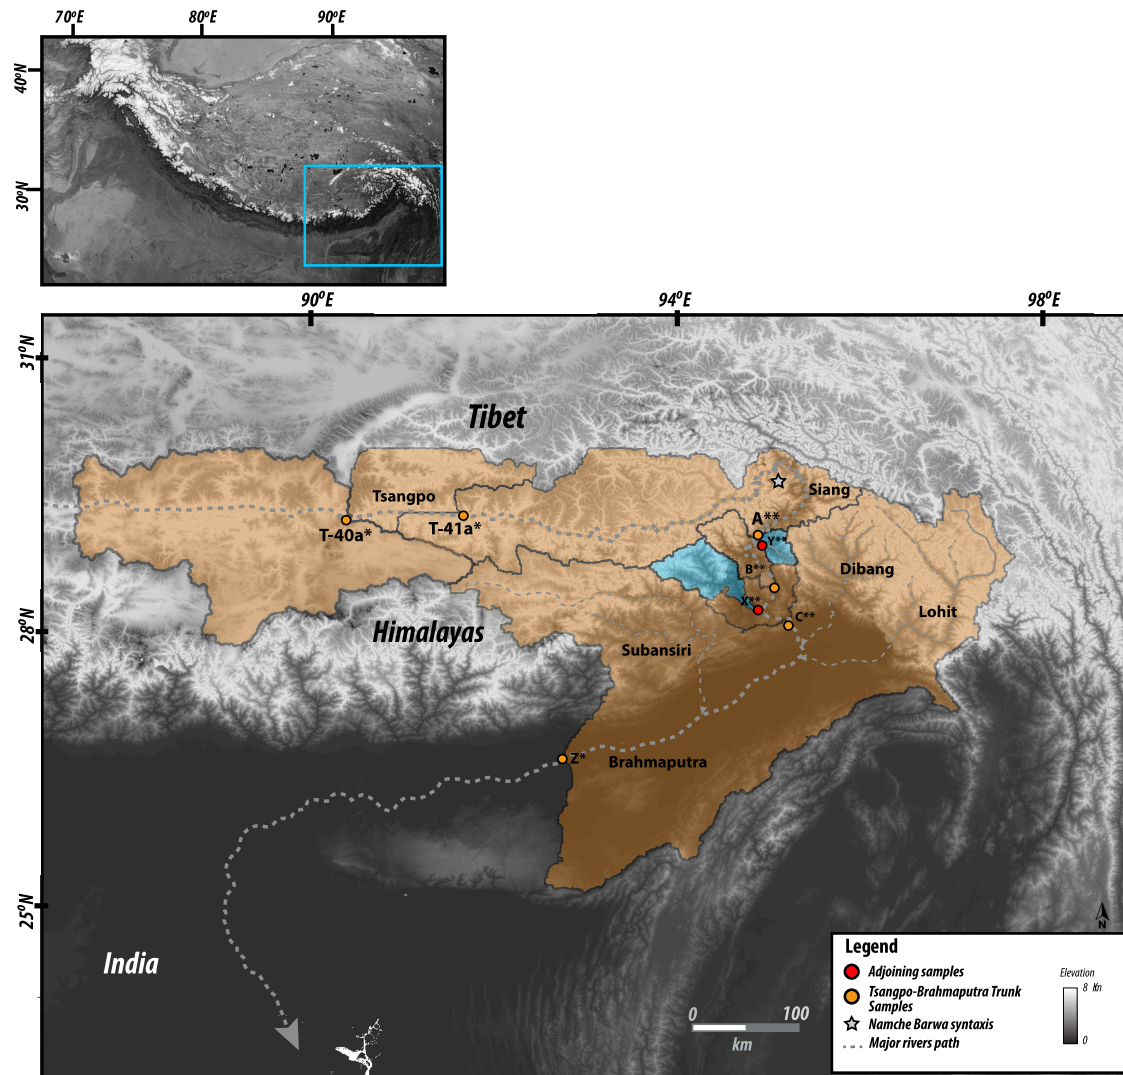 70°E 80°E 90°E
40°N
30°N
90°E 94°E 98°E
31°N
28°N
25°N
Tibet
Tsangpo
Siang
T-40a*
T-41a*
A**
Y**
B**
Dibang
X**
C**
Lohit
Himalayas
Subansiri
Z*
Brahmaputra
India
0 100
km
N
Legend
Adjoining samples
Tsangpo-Brahmaputra Trunk
Samples
Namche Barwa syntaxis
Major rivers path
Elevation
8 Km
0